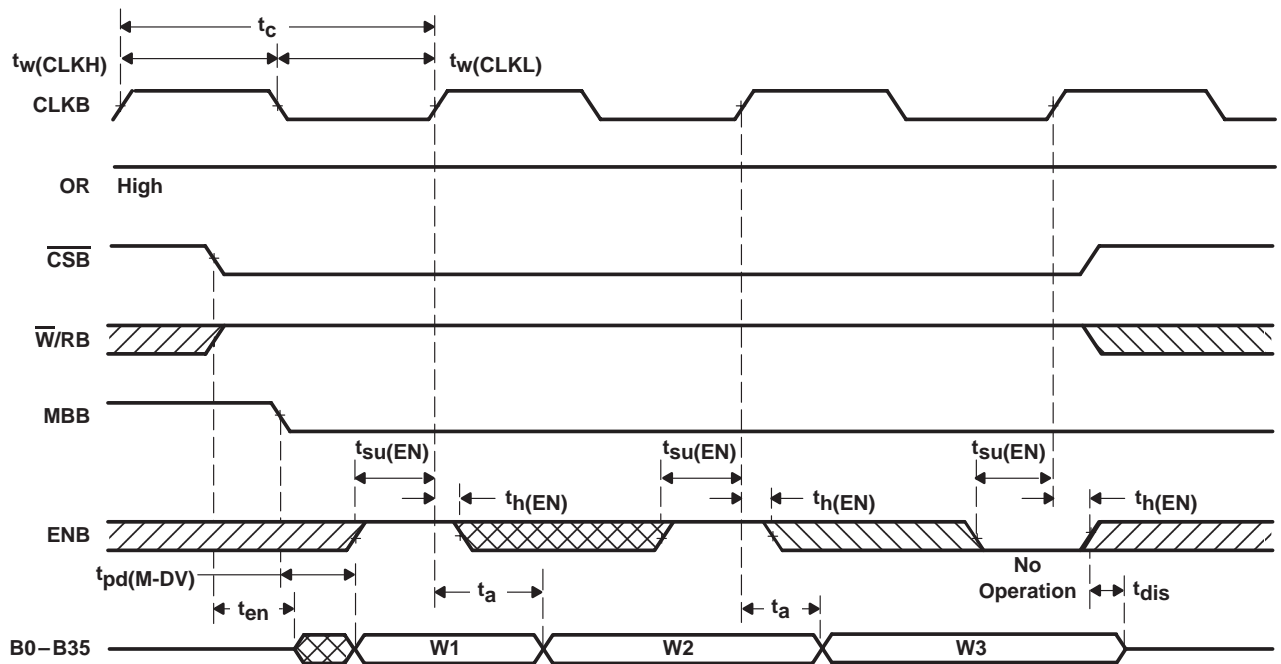 tc
tw(CLKH)
tw(CLKL)
CLKB
OR
High
CSB
W/RB
MBB
tsu(EN)
tsu(EN)
tsu(EN)
th(EN)
th(EN)
th(EN)
ENB
No
Operation
tpd(M-DV)
ten
ta
ta
tdis
B0–B35
W1
W2
W3